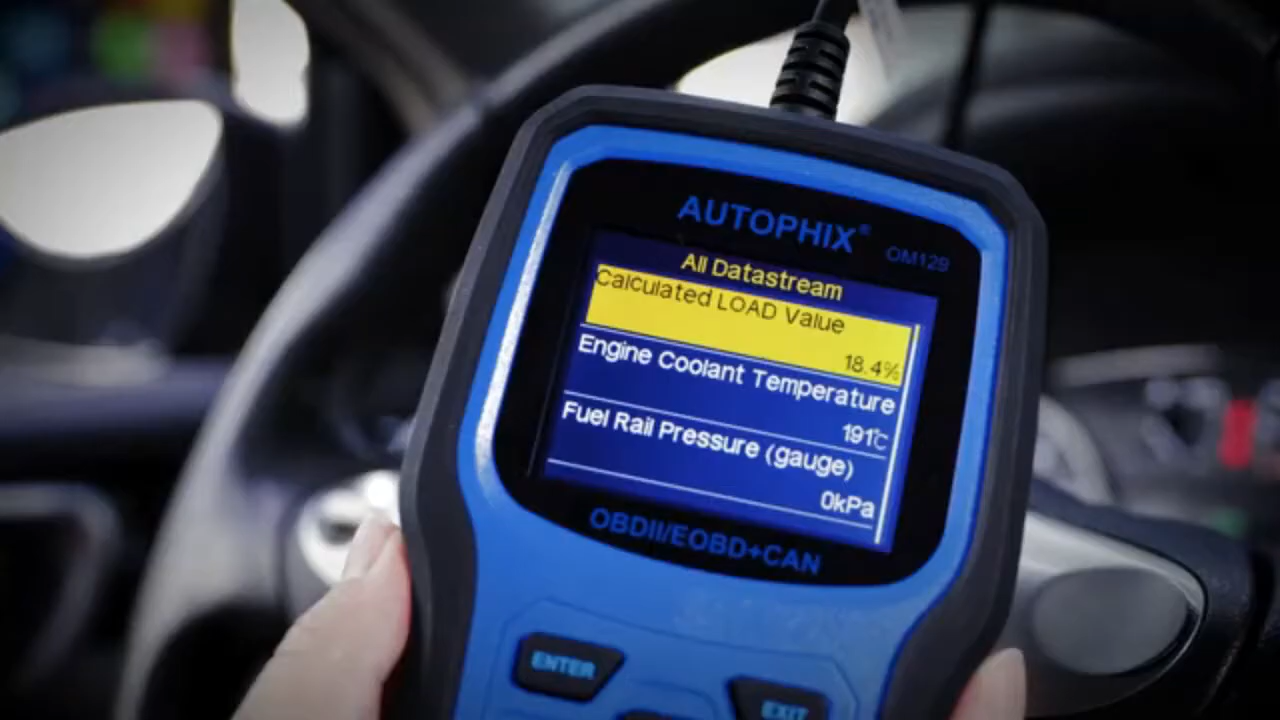 AUTOPHIX®
OM129
All Datastream
Calculated LOAD Value
18.4%
Engine Coolant Temperature
191℃
Fuel Rail Pressure (gauge)
0kPa
OBDII/EOBD+CAN
ENTER
EXIT